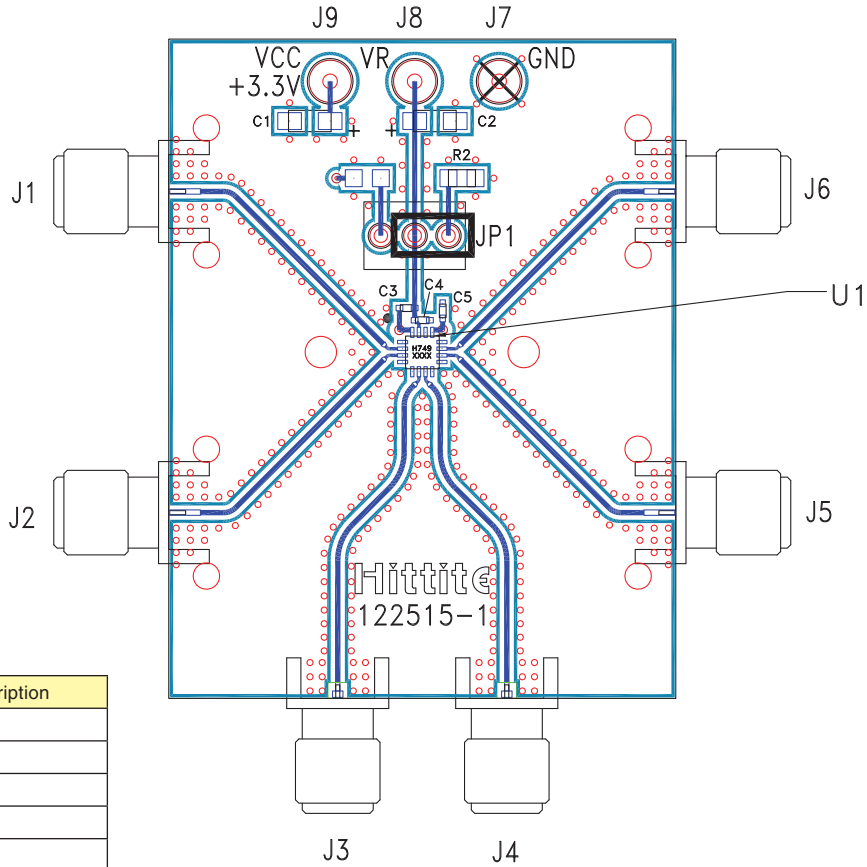 J9
J8
J7
VCC
+3.3V
VR
GND
C1
+
+
C2
R2
J1
J6
JP1
C3
C4
C5
U1
H749
XXXX
J2
J5
Hittite
122515-1
ription
J3
J4